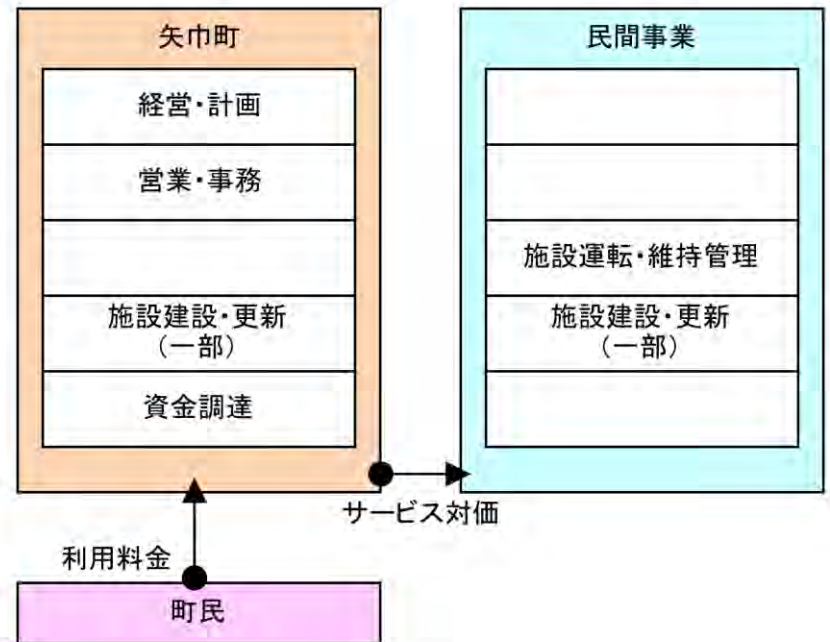 矢巾町
経営・計画
営業・事務
施設建設・更新
（一部）
資金調達
民間事業
施設運転・維持管理
施設建設・更新
（一部）
サービス対価
利用料金
町民